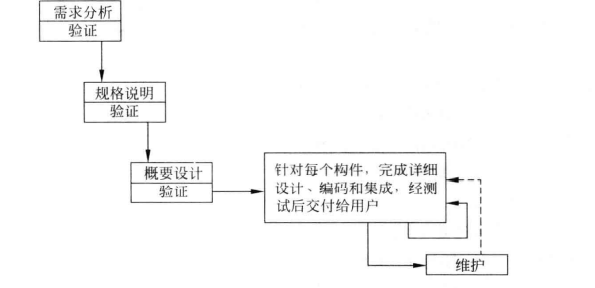 需求分析
验证
规格说明
验证
概要设计
验证
针对每个构件，完成详细
设计、编码和集成，经测
试后交付给用户
维护